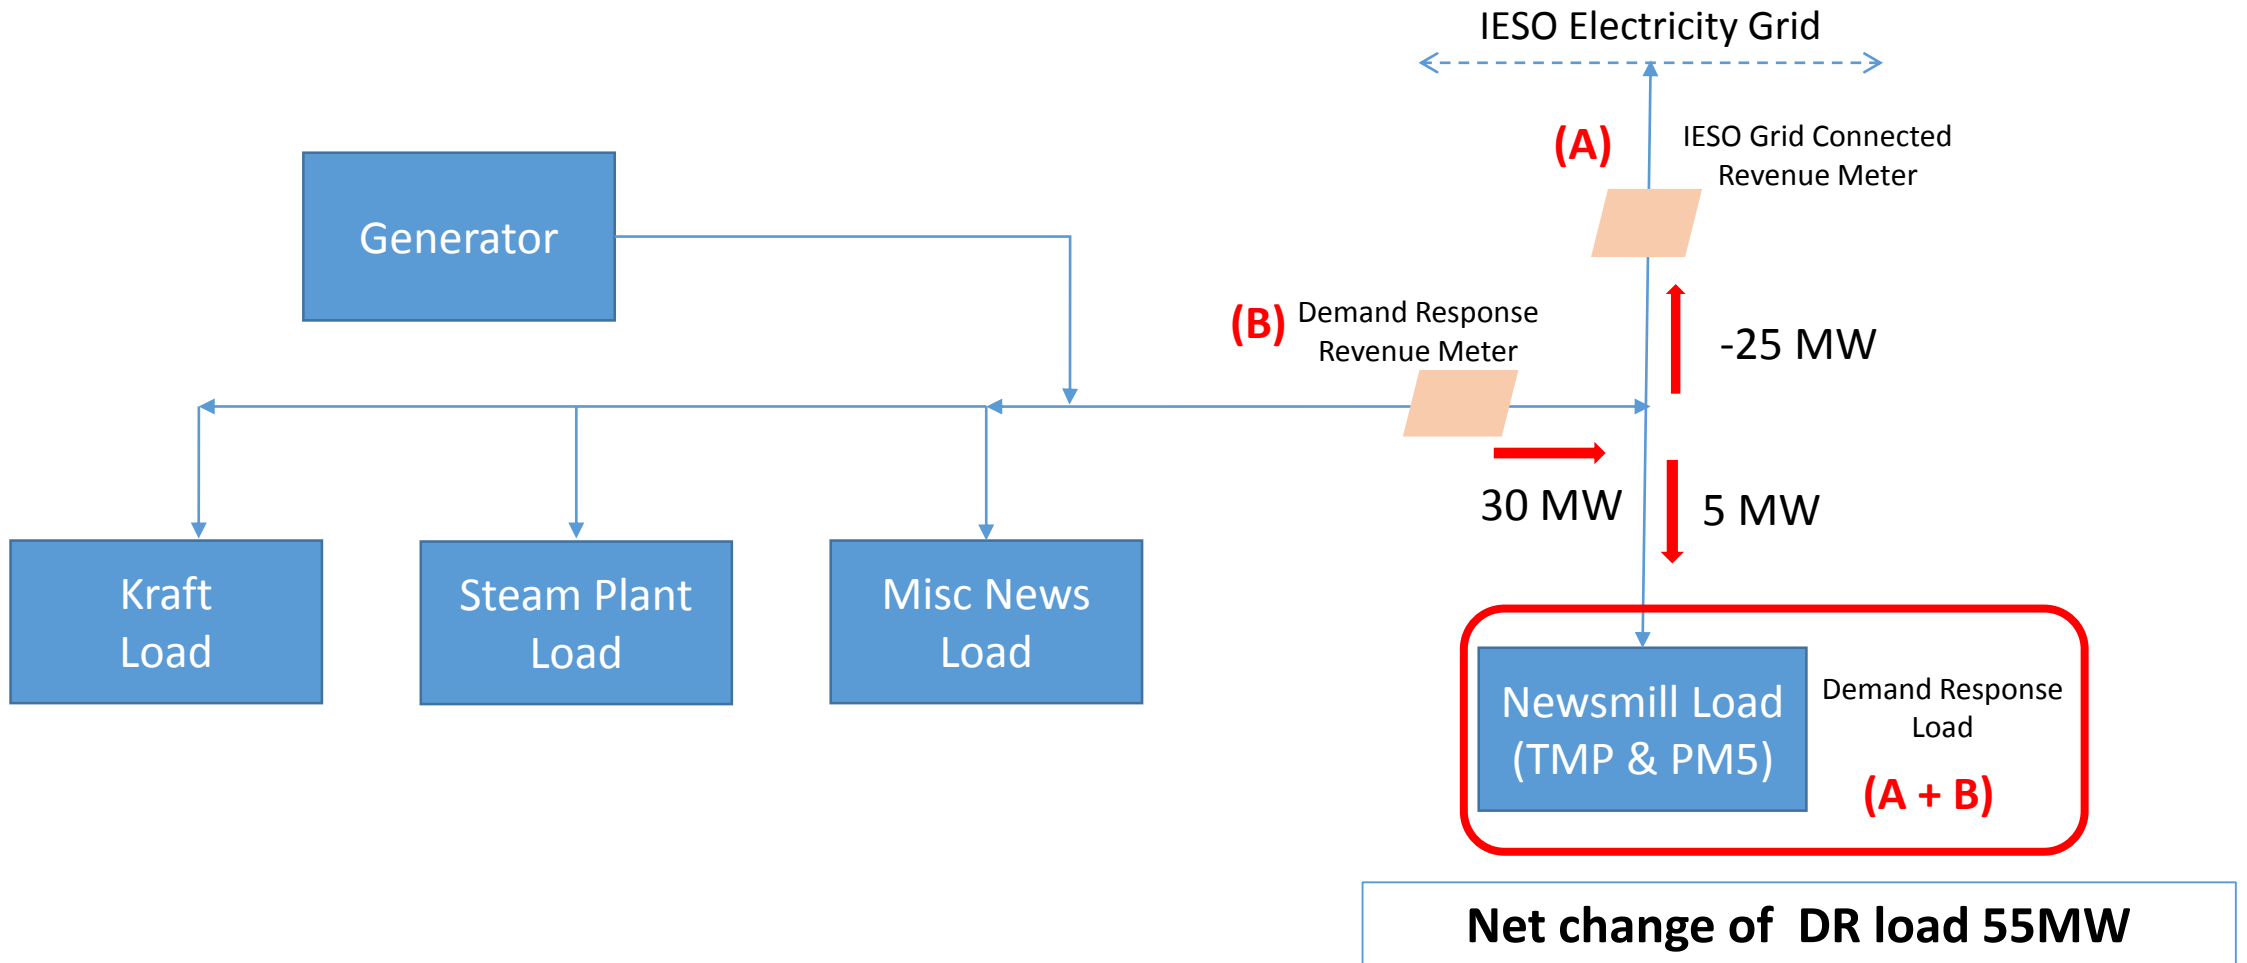 IESO Electricity Grid
(A)
IESO Grid Connected
Revenue Meter
Generator
(B)
Demand Response
Revenue Meter
-25 MW
30 MW
5 MW
Kraft
Load
Steam Plant
Load
Misc News
Load
Newsmill Load
(TMP & PM5)
Demand Response
Load
(A + B)
Net change of  DR load 55MW